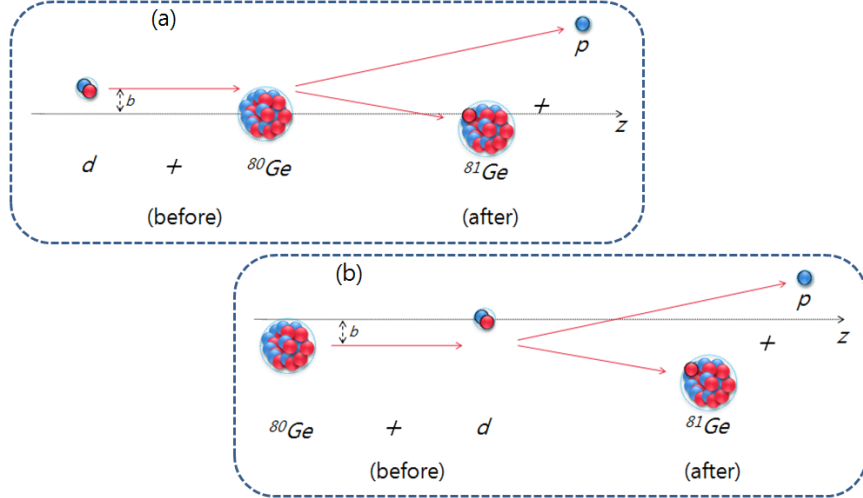 (a)
p
b
+
z
d + ⁸⁰Ge ⁸¹Ge
(before) (after)
(b)
p
b
z
+
⁸⁰Ge + d ⁸¹Ge
(before) (after)